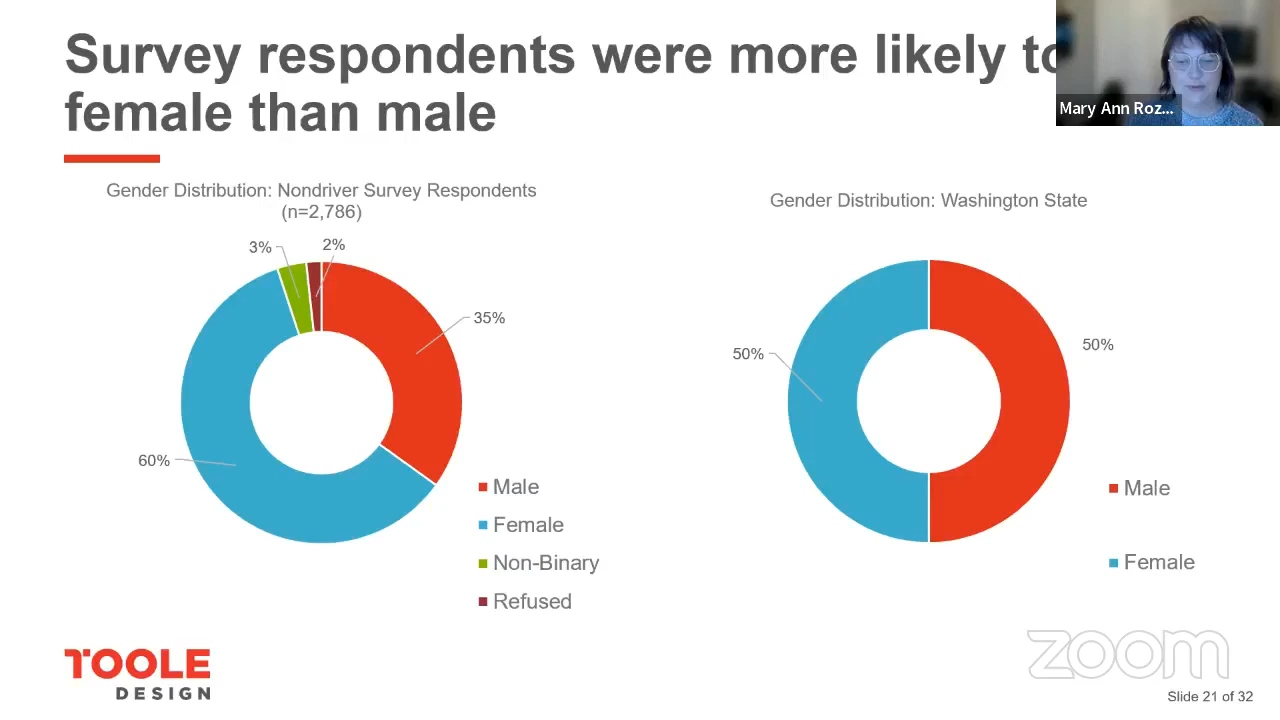 Survey respondents were more likely to
female than male
Mary Ann Roz...
Gender Distribution: Nondriver Survey Respondents
(n=2,786)
3%
2%
35%
60%
Male
Female
Non-Binary
Refused
Gender Distribution: Washington State
50%
50%
Male
Female
TOOLE
DESIGN
zoom
Slide 21 of 32